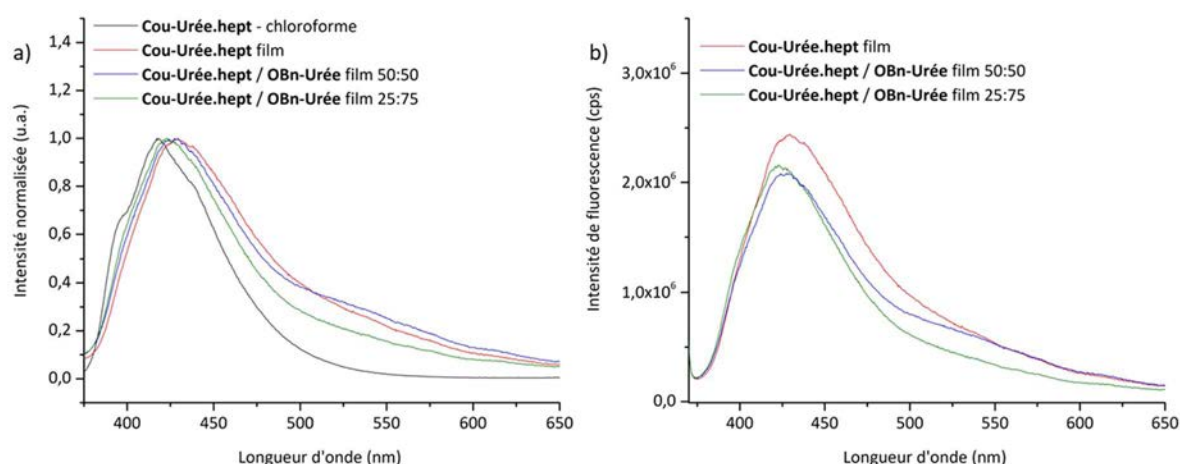 a)
Cou-Urée.hept - chloroforme
Cou-Urée.hept film
Cou-Urée.hept / OBn-Urée film 50:50
Cou-Urée.hept / OBn-Urée film 25:75
Intensité normalisée (u.a.)
1,4
1,2
1,0
0,8
0,6
0,4
0,2
0,0
400 450 500 550 600 650
Longueur d'onde (nm)
b)
Cou-Urée.hept film
Cou-Urée.hept / OBn-Urée film 50:50
Cou-Urée.hept / OBn-Urée film 25:75
Intensité de fluorescence (cps)
3,0x10⁶
2,0x10⁶
1,0x10⁶
0,0
400 450 500 550 600 650
Longueur d'onde (nm)